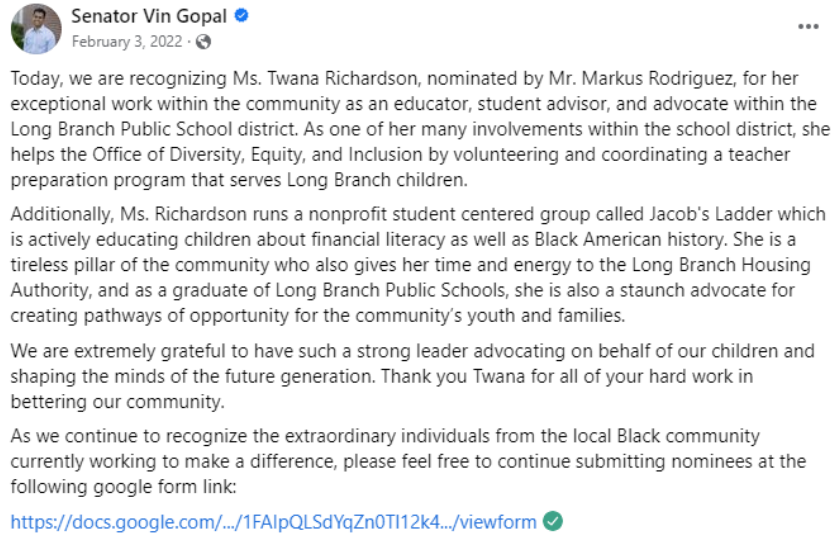 Senator Vin Gopal
February 3, 2022 ·
Today, we are recognizing Ms. Twana Richardson, nominated by Mr. Markus Rodriguez, for her
exceptional work within the community as an educator, student advisor, and advocate within the
Long Branch Public School district. As one of her many involvements within the school district, she
helps the Office of Diversity, Equity, and Inclusion by volunteering and coordinating a teacher
preparation program that serves Long Branch children.
Additionally, Ms. Richardson runs a nonprofit student centered group called Jacob's Ladder which
is actively educating children about financial literacy as well as Black American history. She is a
tireless pillar of the community who also gives her time and energy to the Long Branch Housing
Authority, and as a graduate of Long Branch Public Schools, she is also a staunch advocate for
creating pathways of opportunity for the community's youth and families.
We are extremely grateful to have such a strong leader advocating on behalf of our children and
shaping the minds of the future generation. Thank you Twana for all of your hard work in
bettering our community.
As we continue to recognize the extraordinary individuals from the local Black community
currently working to make a difference, please feel free to continue submitting nominees at the
following google form link:
https://docs.google.com/.../1FAIpQLSdYqZn0TI12k4.../viewform